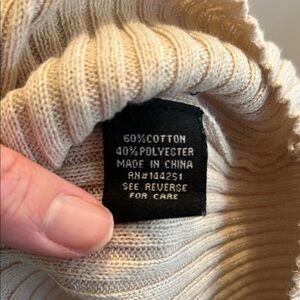 60%COTTON
40%POLYESTER
MADE IN CHINA
RN#144251
SEE REVERSE
FOR CARE